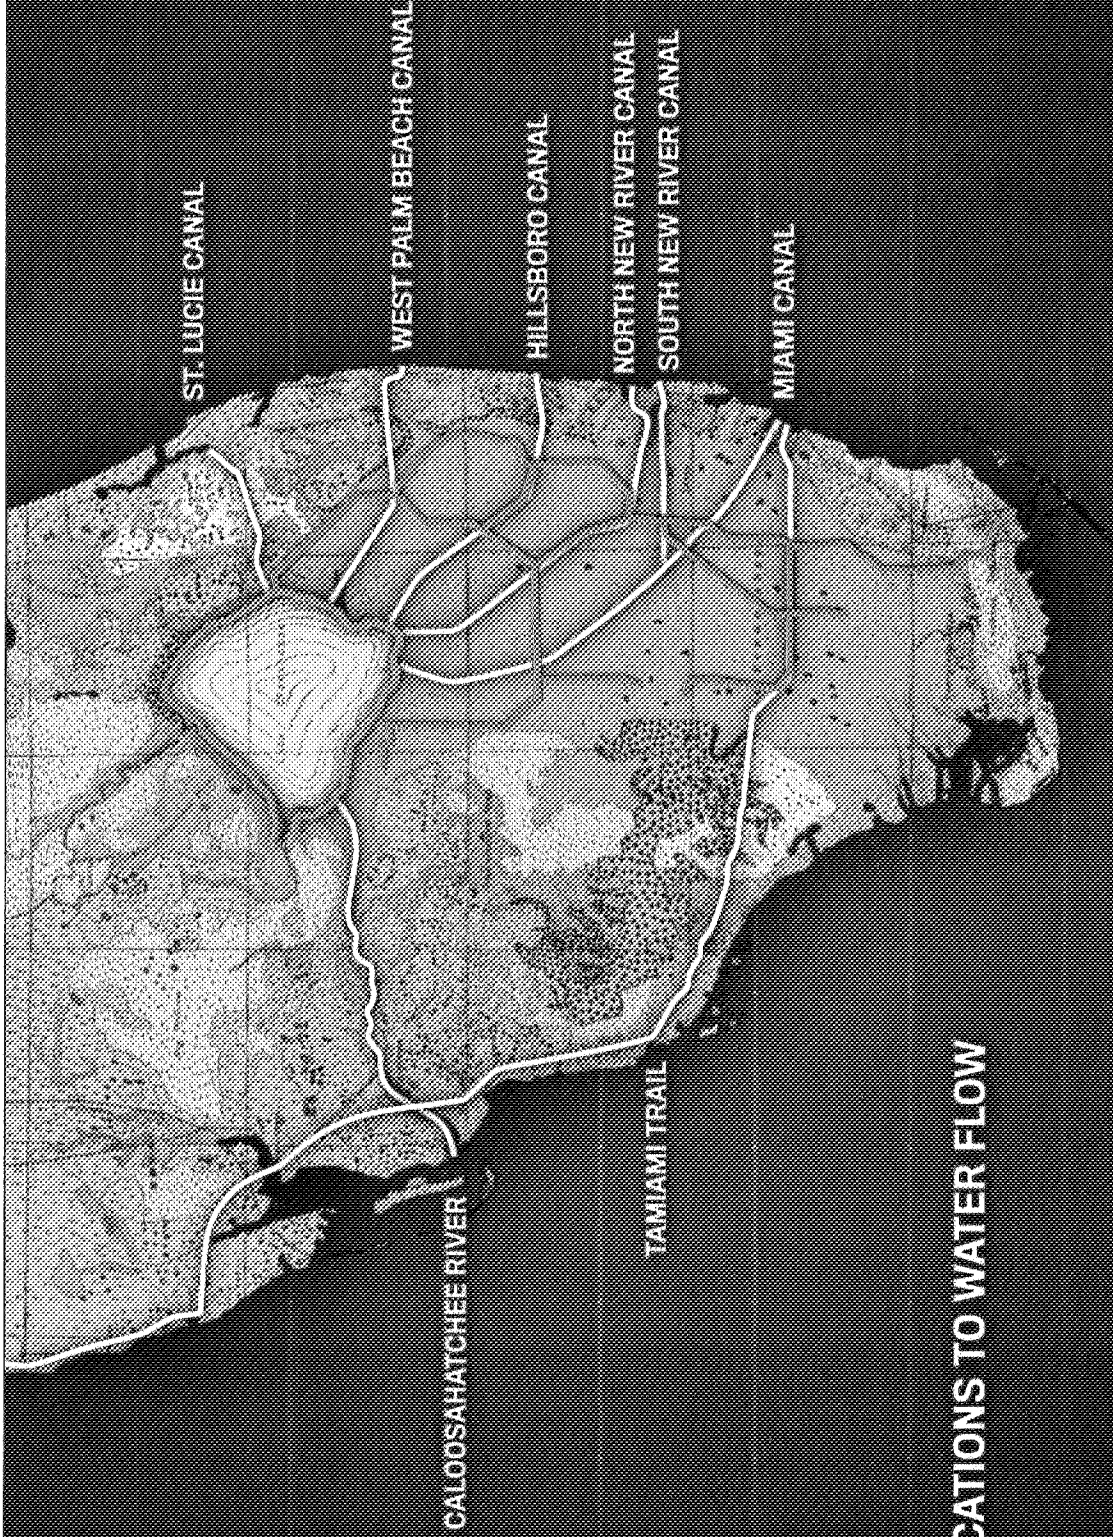 ST. LUCIE CANAL
WEST PALM BEACH CANAL
HILLSBORO CANAL
NORTH NEW RIVER CANAL
SOUTH NEW RIVER CANAL
MIAMI CANAL
CALOOSAHATCHEE RIVER
TAMIAMI TRAIL
CATIONS TO WATER FLOW